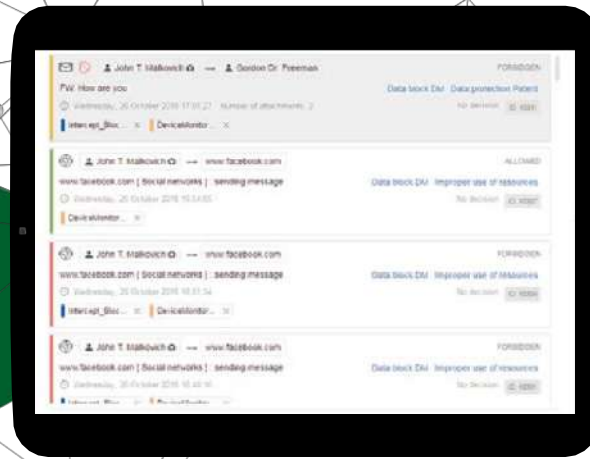 John T. Malkovich → Gordon Dr. Freeman FORBIDDEN
FW: How are you Data block DM Data protection Patent
Wednesday, 26 October 2016 Number of attachments: 2 No decision
Intercept_Bloc... × DeviceMonitor... ×
John T. Malkovich → www.facebook.com ALLOWED
www.facebook.com [ Social networks ] : sending message Data block DM Improper use of resources
Wednesday, 26 October 2016 No decision
DeviceMonitor... ×
John T. Malkovich → www.facebook.com FORBIDDEN
www.facebook.com [ Social networks ] : sending message Data block DM Improper use of resources
Wednesday, 26 October 2016 No decision
Intercept_Bloc... × DeviceMonitor... ×
John T. Malkovich → www.facebook.com FORBIDDEN
www.facebook.com [ Social networks ] : sending message Data block DM Improper use of resources
Wednesday, 26 October 2016 No decision